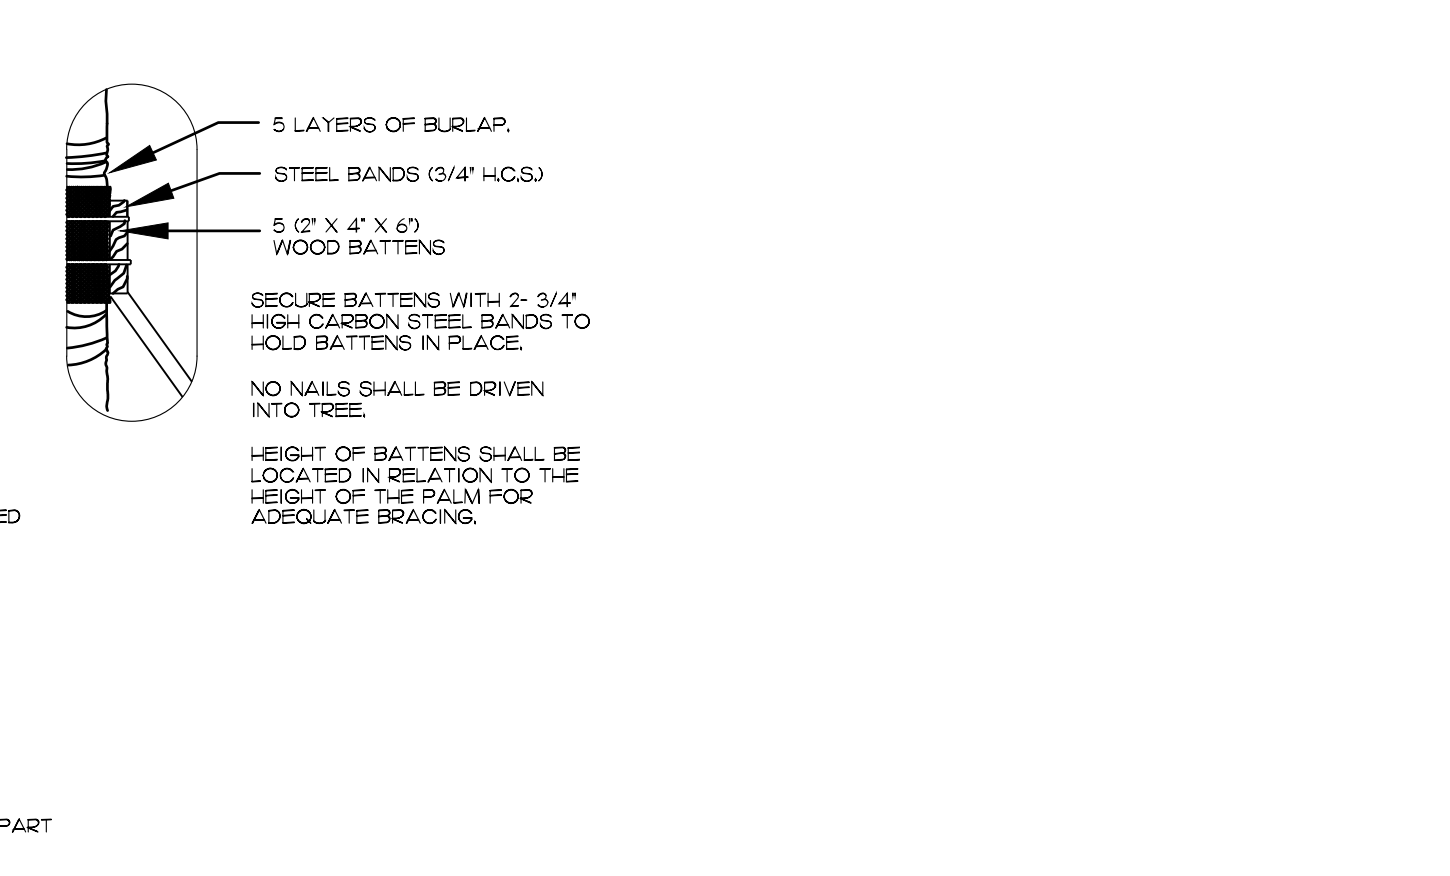 5 LAYERS OF BURLAP.
STEEL BANDS (3/4" H.C.S.)
5 (2" X 4" X 6")
WOOD BATTENS
SECURE BATTENS WITH 2- 3/4"
HIGH CARBON STEEL BANDS TO
HOLD BATTENS IN PLACE.
NO NAILS SHALL BE DRIVEN
INTO TREE.
HEIGHT OF BATTENS SHALL BE
LOCATED IN RELATION TO THE
HEIGHT OF THE PALM FOR
ADEQUATE BRACING.
ED
PART